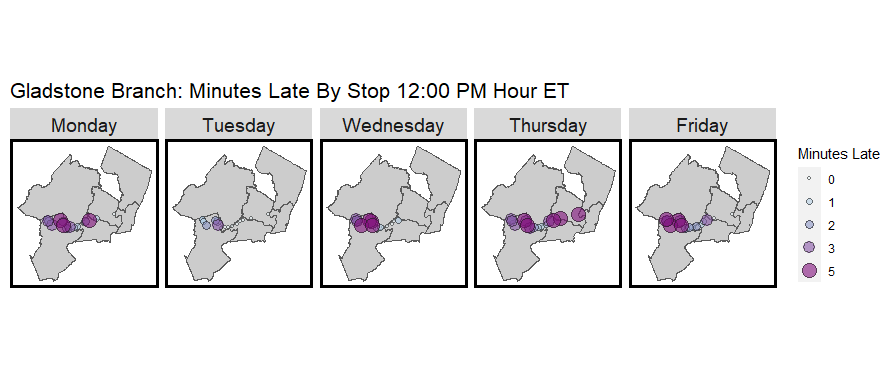 Gladstone Branch: Minutes Late By Stop 12:00 PM Hour ET
Monday
Tuesday
Wednesday
Thursday
Friday
Minutes Late
0
1
2
3
5